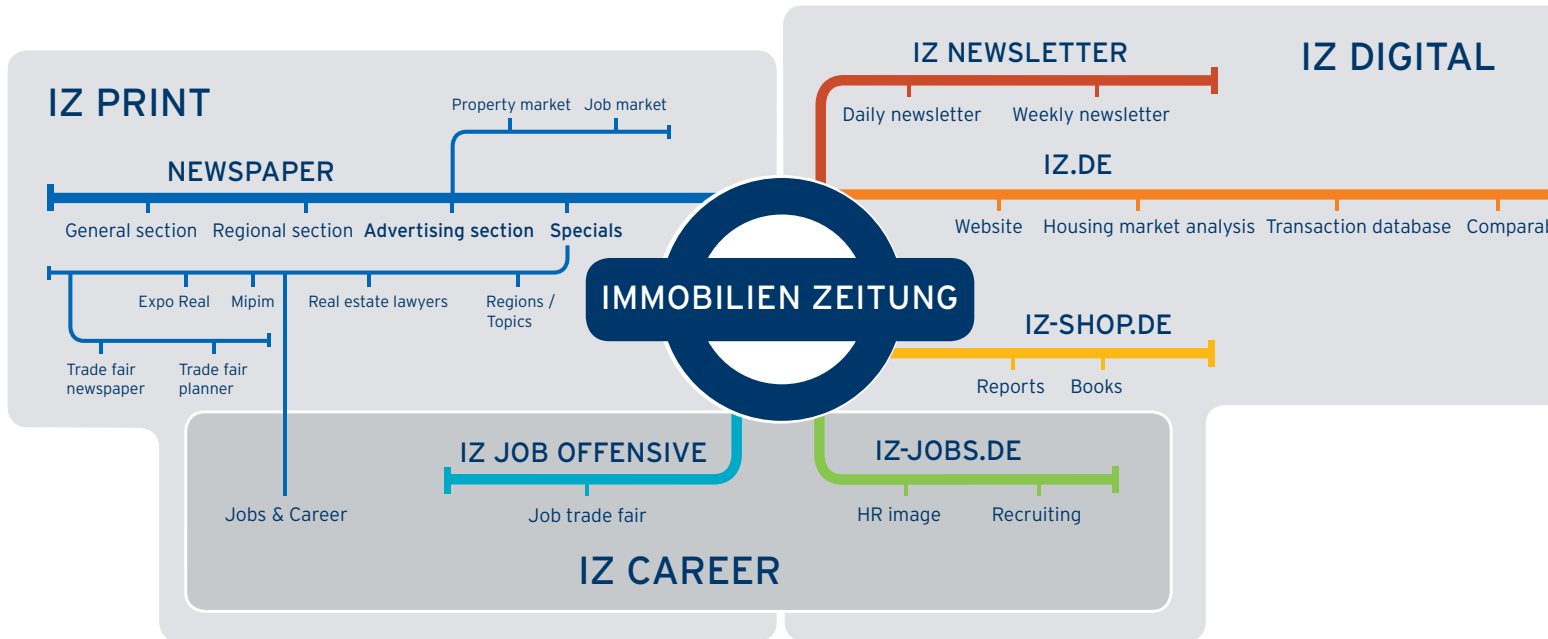 IZ PRINT
Property market
Job market
NEWSPAPER
General section
Regional section
Advertising section
Specials
Expo Real
Mipim
Real estate lawyers
Regions /
Topics
Trade fair
newspaper
Trade fair
planner
IZ NEWSLETTER
IZ DIGITAL
Daily newsletter
Weekly newsletter
IZ.DE
Website
Housing market analysis
Transaction database
IMMOBILIEN ZEITUNG
IZ-SHOP.DE
Reports
Books
IZ JOB OFFENSIVE
Jobs & Career
Job trade fair
IZ-JOBS.DE
HR image
Recruiting
IZ CAREER